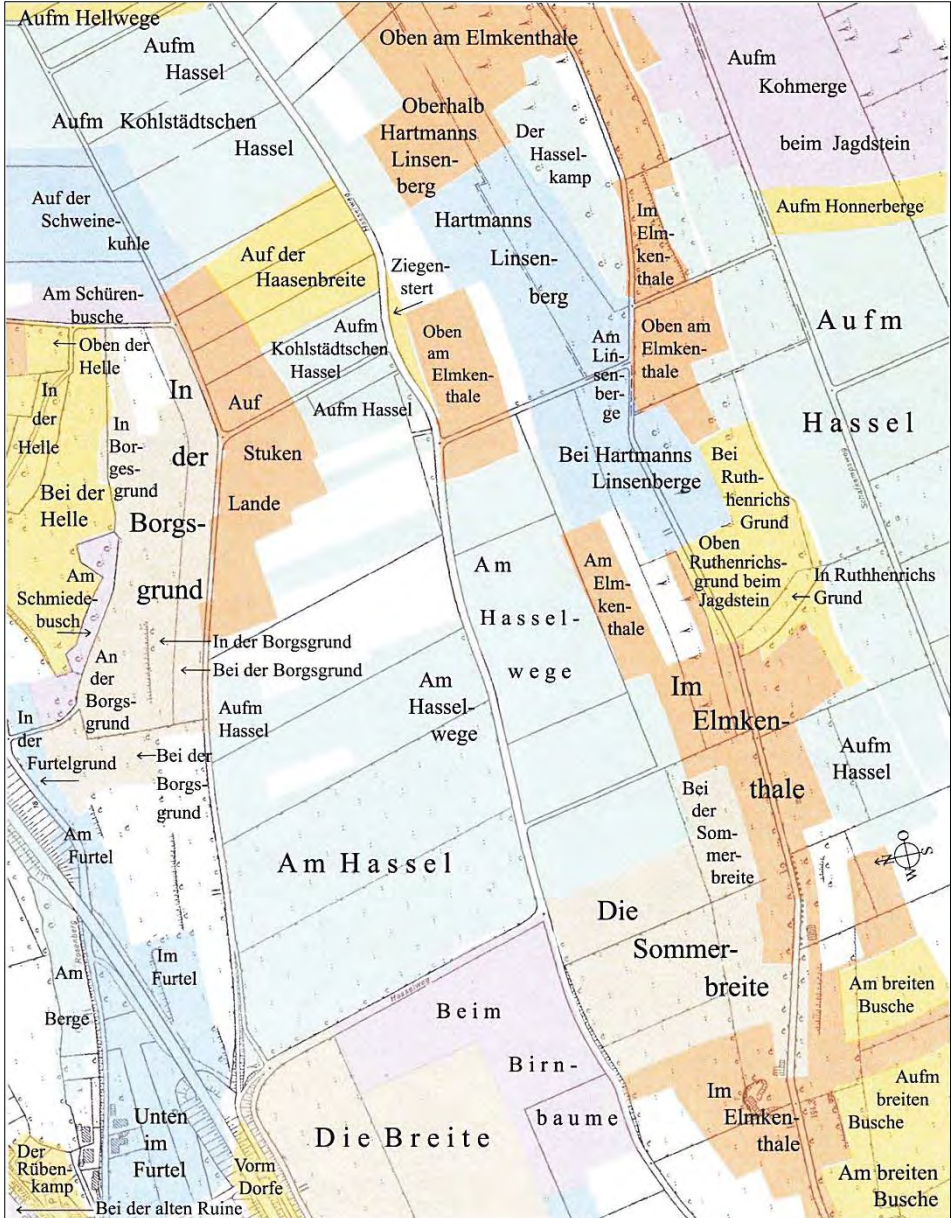 Aufm Hellwege
Aufm
Hassel
Aufm Kohlstädtschen
Hassel
Oben am Elmkenthale
Oberhalb
Hartmanns
Linsen-
berg
Der
Hassel-
kamp
Aufm
Kohmerge
beim Jagdstein
Aufm Honnerberge
Auf der
Schweine-
kuhle
Auf der
Haasenbreite
Hassenweg
Hartmanns
Linsen-
berg
Im
Elm-
ken-
thale
Am Schüren-
busche
Oben der
Helle
Ziegen-
stert
Aufm
Kohlstädtschen
Hassel
Aufm Hassel
Oben
am
Elmken-
thale
Am
Lin-
sen-
ber-
ge
Oben am
Elmken-
thale
Aufm
Hassel
In
der
Helle
In
Bor-
ges-
grund
In
der
Borgs-
grund
Auf
Stuken
Lande
Bei der
Helle
Bei Hartmanns
Linsenberge
Bei
Ruth-
henrichs
Grund
Schafkampsweg
Oben
Ruthenrichs-
grund beim
Jagdstein
In Ruthhenrichs
Grund
Am
Schmiede-
busch
Am
Hassel-
wege
Am
Elm-
ken-
thale
In der Borgsgrund
Bei der Borgsgrund
An
der
Borgs-
grund
Aufm
Hassel
Am
Hassel-
wege
Im
Elmken-
thale
In
der
Furtelgrund
Bei der
Borgs-
grund
Aufm
Hassel
Bei
der
Som-
mer-
breite
Am
Furtel
Am Hassel
O
S
N
W
Die
Sommer-
breite
Rosenberg
Am
Berge
Im
Furtel
Hasselweg
Beim
Birn-
baume
Am breiten
Busche
Unten
im
Furtel
Die Breite
Im
Elmken-
thale
Aufm
breiten
Busche
Der
Rüben-
kamp
Vorm
Dorfe
Am breiten
Busche
Bei der alten Ruine